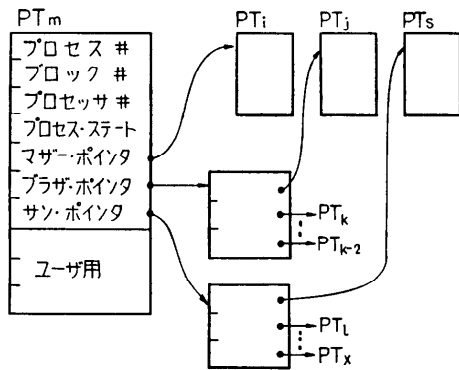 PTm
プロセス #
ブロック #
プロセッサ #
プロセス・ステート
マザー・ポインタ
ブラザ・ポインタ
サン・ポインタ
ユーザ用
PTi
PTj
PTs
PTk
PTk-2
PTl
PTx